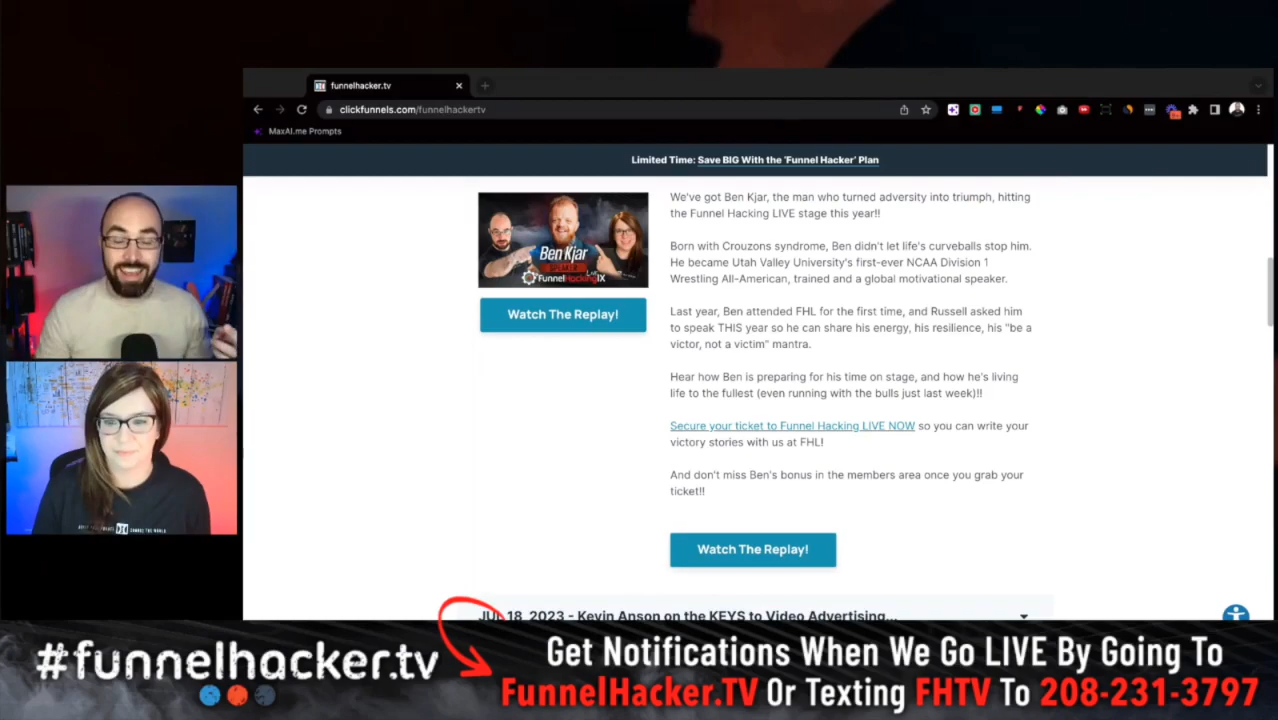 funnelhacker.tv
clickfunnels.com/funnelhackertv
MaxAI.me Prompts
Limited Time: Save BIG With the 'Funnel Hacker' Plan
Ben Kjar
SPEAKER
FunnelHackingLIVE IX
Watch The Replay!
We've got Ben Kjar, the man who turned adversity into triumph, hitting
the Funnel Hacking LIVE stage this year!!
Born with Crouzons syndrome, Ben didn't let life's curveballs stop him.
He became Utah Valley University's first-ever NCAA Division 1
Wrestling All-American, trained and a global motivational speaker.
Last year, Ben attended FHL for the first time, and Russell asked him
to speak THIS year so he can share his energy, his resilience, his "be a
victor, not a victim" mantra.
Hear how Ben is preparing for his time on stage, and how he's living
life to the fullest (even running with the bulls just last week)!!
Secure your ticket to Funnel Hacking LIVE NOW so you can write your
victory stories with us at FHL!
And don't miss Ben's bonus in the members area once you grab your
ticket!!
Watch The Replay!
JUL 18, 2023 - Kevin Anson on the KEYS to Video Advertising...
#funnelhacker.tv
Get Notifications When We Go LIVE By Going To
FunnelHacker.TV Or Texting FHTV To 208-231-3797